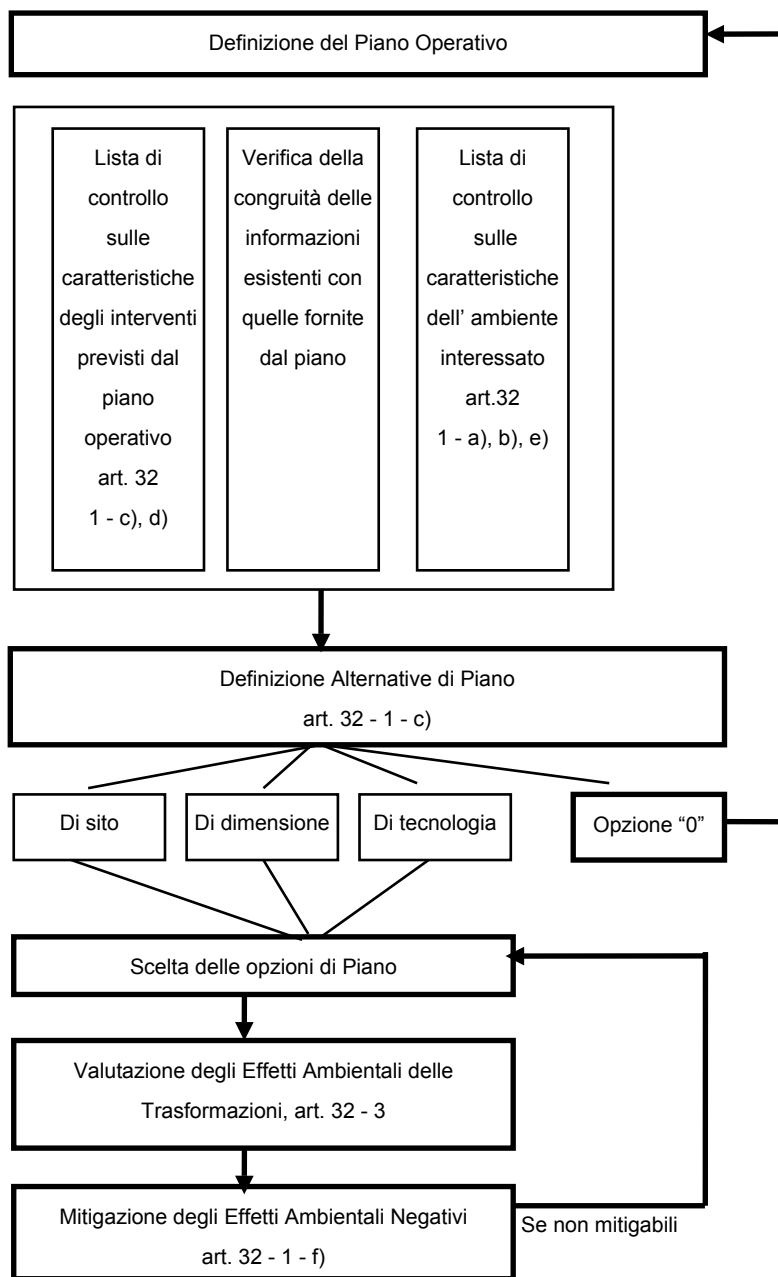 Definizione del Piano Operativo
Lista di
controllo
sulle
caratteristiche
degli interventi
previsti dal
piano
operativo
art. 32
1 - c), d)
Verifica della
congruità delle
informazioni
esistenti con
quelle fornite
dal piano
Lista di
controllo
sulle
caratteristiche
dell' ambiente
interessato
art.32
1 - a), b), e)
Definizione Alternative di Piano
art. 32 - 1 - c)
Di sito
Di dimensione
Di tecnologia
Opzione “0”
Scelta delle opzioni di Piano
Valutazione degli Effetti Ambientali delle
Trasformazioni, art. 32 - 3
Mitigazione degli Effetti Ambientali Negativi
art. 32 - 1 - f)
Se non mitigabili